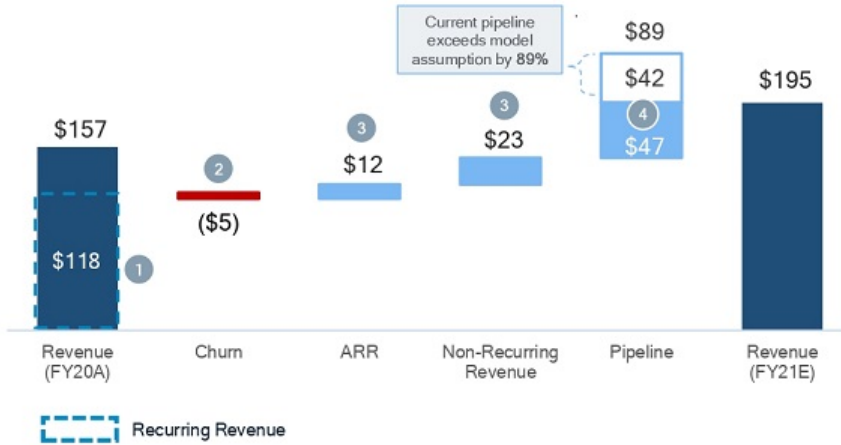 Current pipeline
exceeds model
assumption by 89%
$89
$42
4
$47
$195
$157
$118
1
2
($5)
3
$12
3
$23
Revenue
(FY20A)
Churn
ARR
Non-Recurring
Revenue
Pipeline
Revenue
(FY21E)
Recurring Revenue